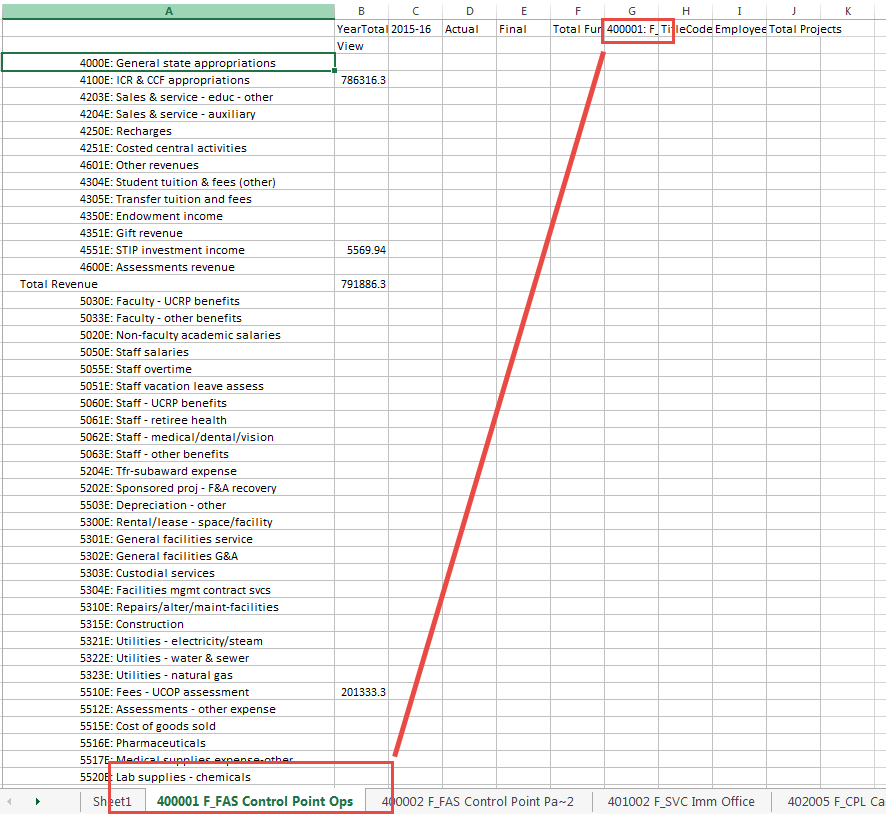 A B C D E F G H I J K
YearTotal 2015-16 Actual Final Total Fun 400001: F_ TitleCode Employee Total Projects
View
4000E: General state appropriations
4100E: ICR & CCF appropriations 786316.3
4203E: Sales & service - educ - other
4204E: Sales & service - auxiliary
4250E: Recharges
4251E: Costed central activities
4601E: Other revenues
4304E: Student tuition & fees (other)
4305E: Transfer tuition and fees
4350E: Endowment income
4351E: Gift revenue
4551E: STIP investment income 5569.94
4600E: Assessments revenue
Total Revenue 791886.3
5030E: Faculty - UCRP benefits
5033E: Faculty - other benefits
5020E: Non-faculty academic salaries
5050E: Staff salaries
5055E: Staff overtime
5051E: Staff vacation leave assess
5060E: Staff - UCRP benefits
5061E: Staff - retiree health
5062E: Staff - medical/dental/vision
5063E: Staff - other benefits
5204E: Tfr-subaward expense
5202E: Sponsored proj - F&A recovery
5503E: Depreciation - other
5300E: Rental/lease - space/facility
5301E: General facilities service
5302E: General facilities G&A
5303E: Custodial services
5304E: Facilities mgmt contract svcs
5310E: Repairs/alter/maint-facilities
5315E: Construction
5321E: Utilities - electricity/steam
5322E: Utilities - water & sewer
5323E: Utilities - natural gas
5510E: Fees - UCOP assessment 201333.3
5512E: Assessments - other expense
5515E: Cost of goods sold
5516E: Pharmaceuticals
5517E: Medical supplies expense-other
5520E: Lab supplies - chemicals
Sheet1 400001 F_FAS Control Point Ops 400002 F_FAS Control Point Pa~2 401002 F_SVC Imm Office 402005 F_CPL Ca